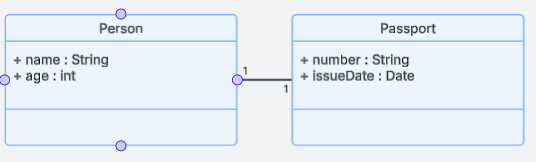 Person
+ name : String
+ age : int
1
1
Passport
+ number : String
+ issueDate : Date